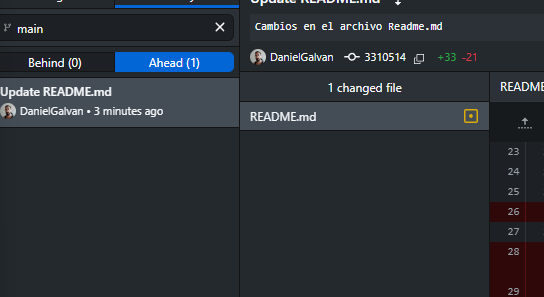 main
Update README.md
Cambios en el archivo Readme.md
Behind (0) Ahead (1)
DanielGalvan 3310514 +33 -21
Update README.md
DanielGalvan • 3 minutes ago
1 changed file
README
README.md
23
24
25
26
27
28
29